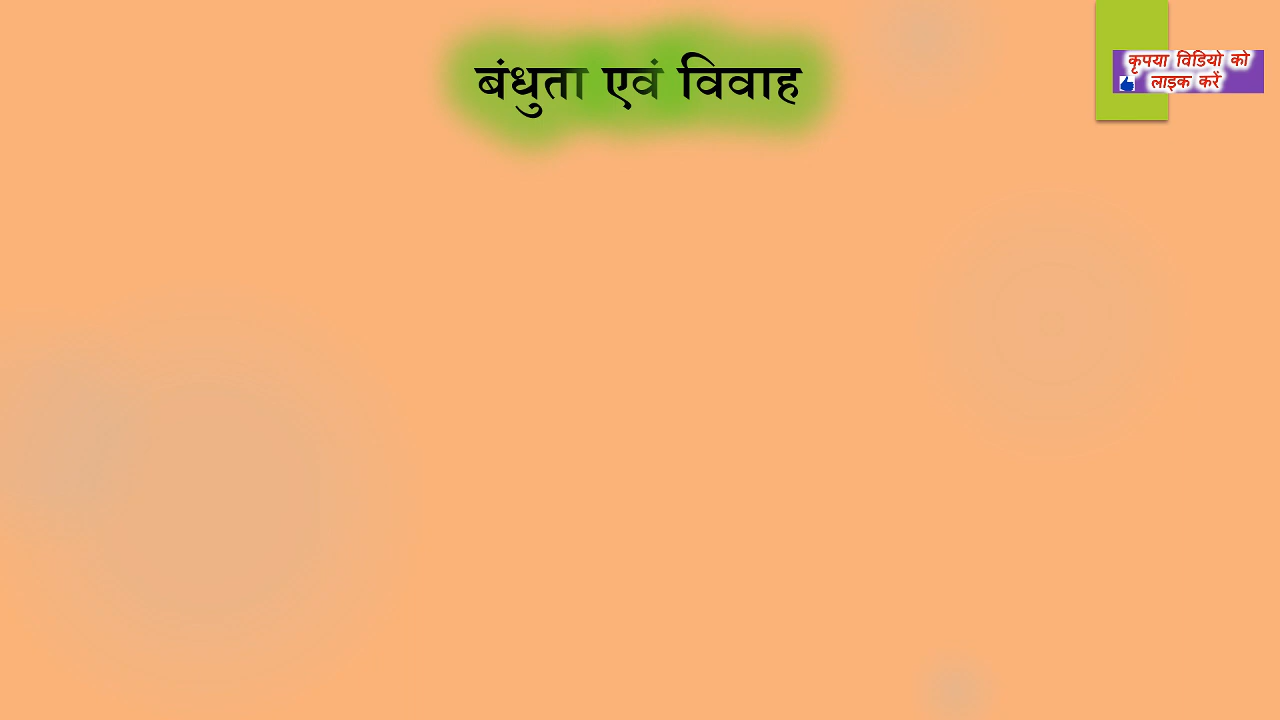 बंधुता एवं विवाह
कृपया विडियो को
लाइक करें